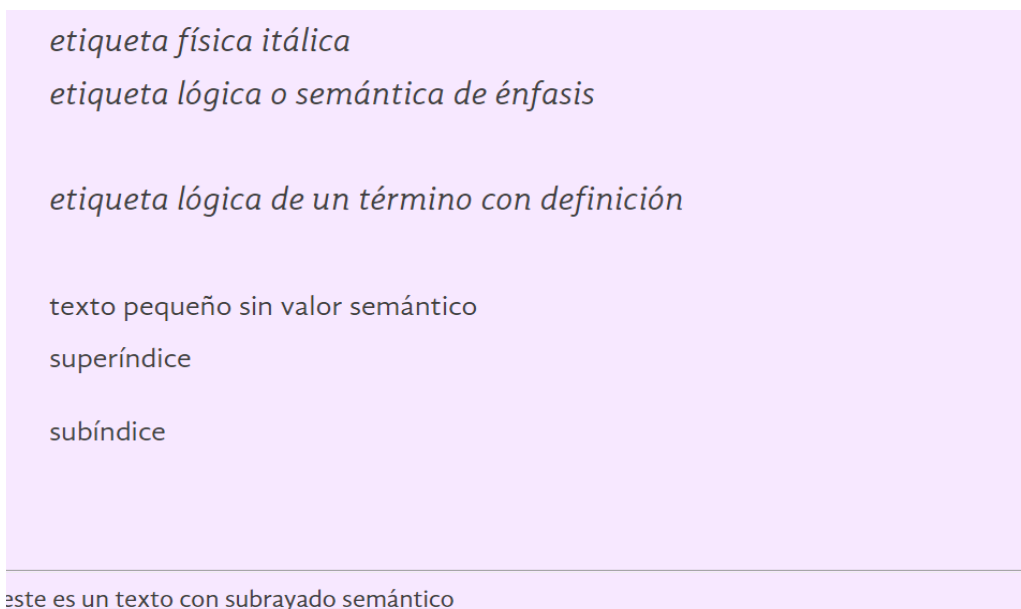 etiqueta física itálica
etiqueta lógica o semántica de énfasis
etiqueta lógica de un término con definición
texto pequeño sin valor semántico
superíndice
subíndice
este es un texto con subrayado semántico